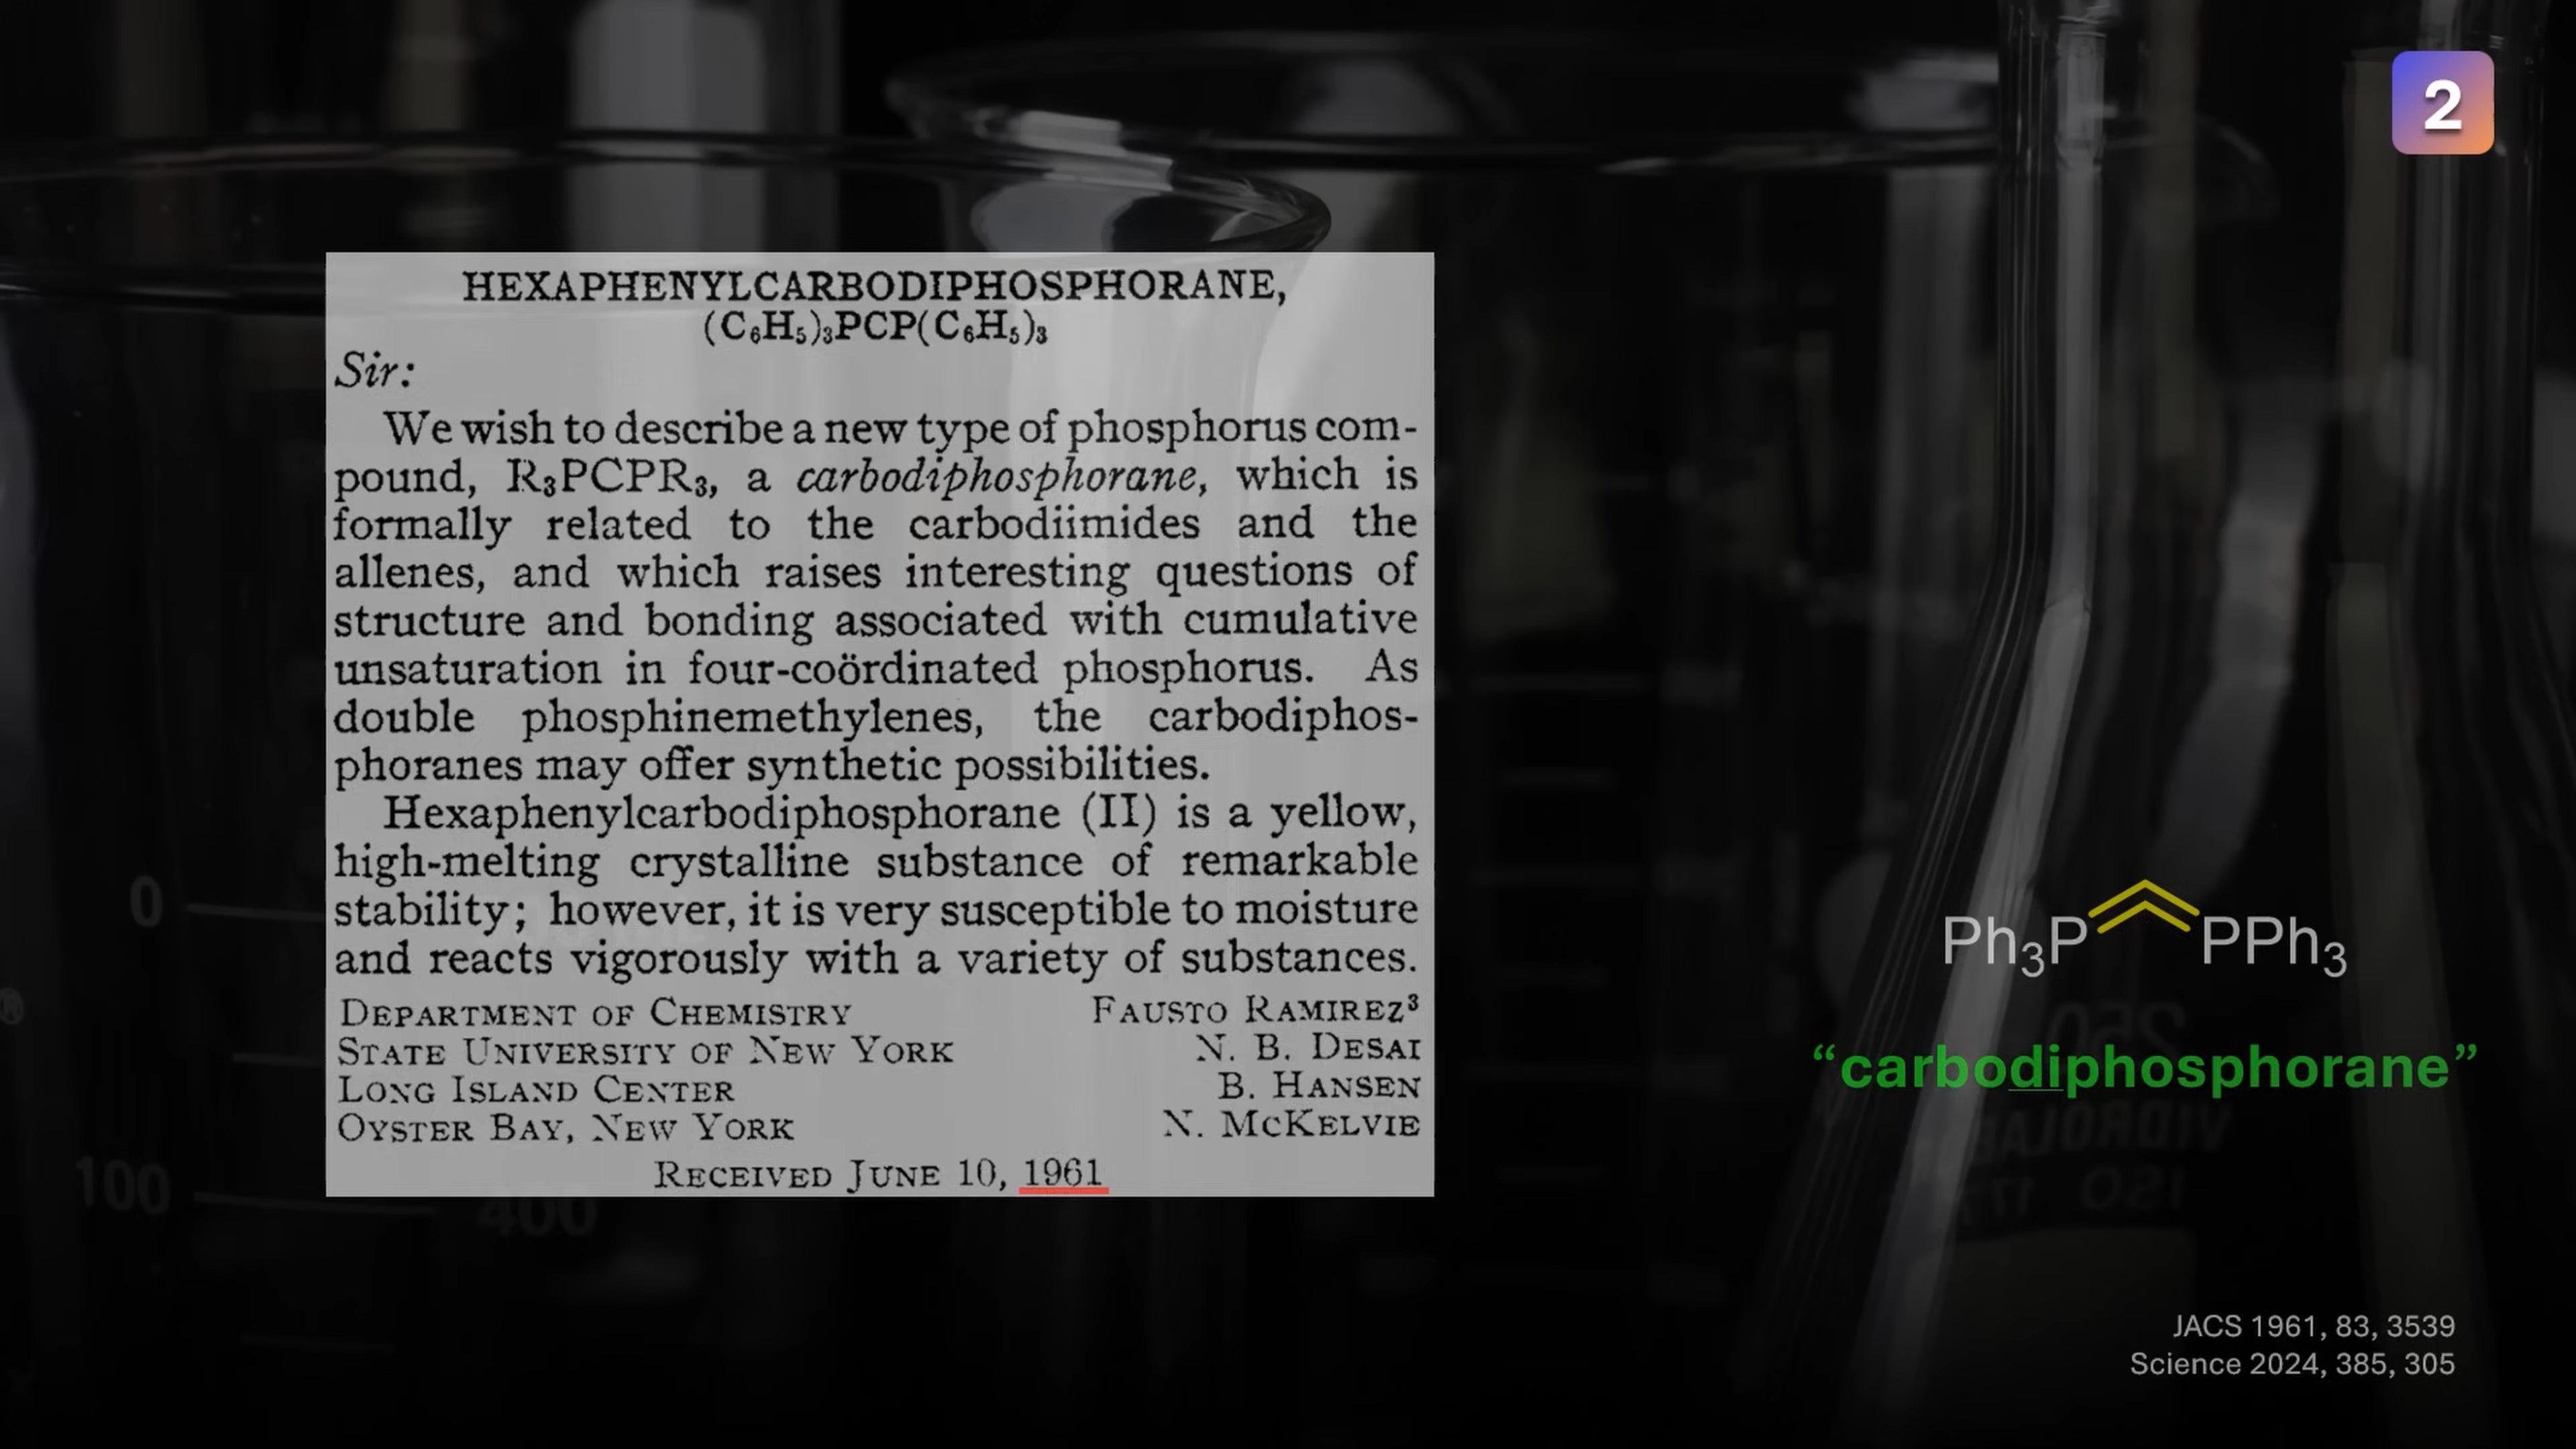 2
HEXAPHENYLCARBODIPHOSPHORANE,
(C₆H₅)₃PCP(C₆H₅)₃
Sir:
We wish to describe a new type of phosphorus com-
pound, R₃PCPR₃, a carbodiphosphorane, which is
formally related to the carbodiimides and the
allenes, and which raises interesting questions of
structure and bonding associated with cumulative
unsaturation in four-coördinated phosphorus. As
double phosphinemethylenes, the carbodiphos-
phoranes may offer synthetic possibilities.
Hexaphenylcarbodiphosphorane (II) is a yellow,
high-melting crystalline substance of remarkable
stability; however, it is very susceptible to moisture
and reacts vigorously with a variety of substances.
DEPARTMENT OF CHEMISTRY FAUSTO RAMIREZ³
STATE UNIVERSITY OF NEW YORK N. B. DESAI
LONG ISLAND CENTER B. HANSEN
OYSTER BAY, NEW YORK N. MCKELVIE
RECEIVED JUNE 10, 1961
Ph₃P PPh₃
“carbodiphosphorane”
0
100
400
250
VIDROLAB
ISO
JACS 1961, 83, 3539
Science 2024, 385, 305